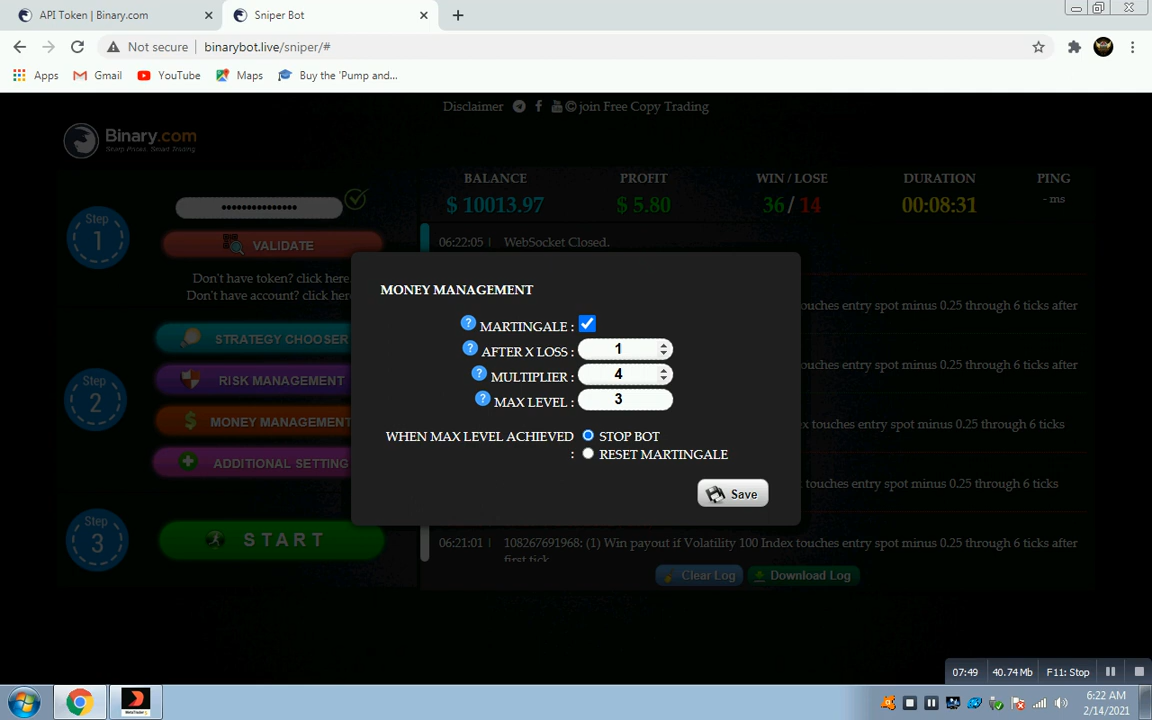 API Token | Binary.com
Sniper Bot
Not secure
binarybot.live/sniper/#
Apps
Gmail
YouTube
Maps
Buy the 'Pump and...
Disclaimer
join Free Copy Trading
Binary.com
BALANCE
PROFIT
WIN / LOSE
DURATION
PING
$ 10013.97
$ 5.80
36 / 14
00:08:31
- ms
Step
1
•••••••••••••••
VALIDATE
Don't have token? click here
Don't have account? click here
06:22:05 | WebSocket Closed.
MONEY MANAGEMENT
MARTINGALE :
AFTER X LOSS : 1
MULTIPLIER : 4
MAX LEVEL : 3
WHEN MAX LEVEL ACHIEVED : STOP BOT
RESET MARTINGALE
Save
Step
2
STRATEGY CHOOSER
RISK MANAGEMENT
MONEY MANAGEMENT
ADDITIONAL SETTING
touches entry spot minus 0.25 through 6 ticks after
touches entry spot minus 0.25 through 6 ticks after
x touches entry spot minus 0.25 through 6 ticks
touches entry spot minus 0.25 through 6 ticks
Step
3
START
06:21:01 | 108267691968: (1) Win payout if Volatility 100 Index touches entry spot minus 0.25 through 6 ticks after
first tick.
Clear Log
Download Log
07:49
40.74 Mb
F11: Stop
6:22 AM
2/14/2021